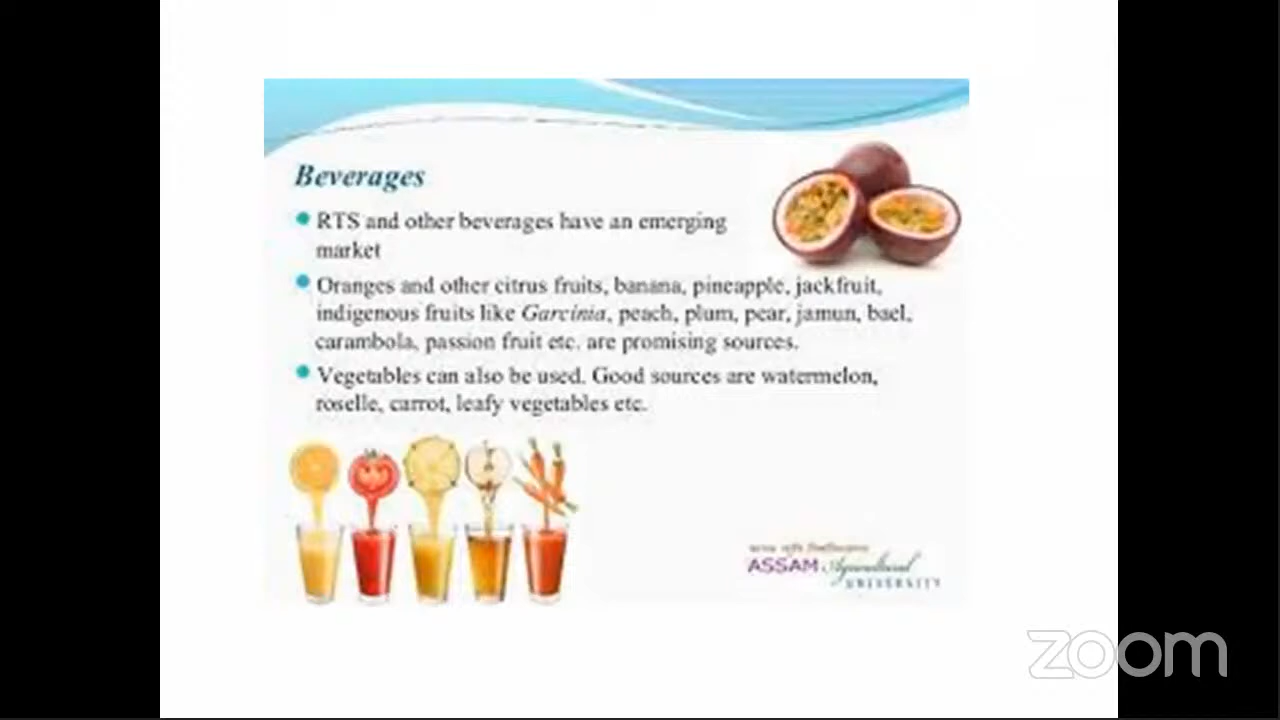 Beverages
RTS and other beverages have an emerging
market
Oranges and other citrus fruits, banana, pineapple, jackfruit,
indigenous fruits like Garcinia, peach, plum, pear, jamun, bael,
carambola, passion fruit etc. are promising sources.
Vegetables can also be used. Good sources are watermelon,
roselle, carrot, leafy vegetables etc.
ASSAM Agricultural
UNIVERSITY
zoom